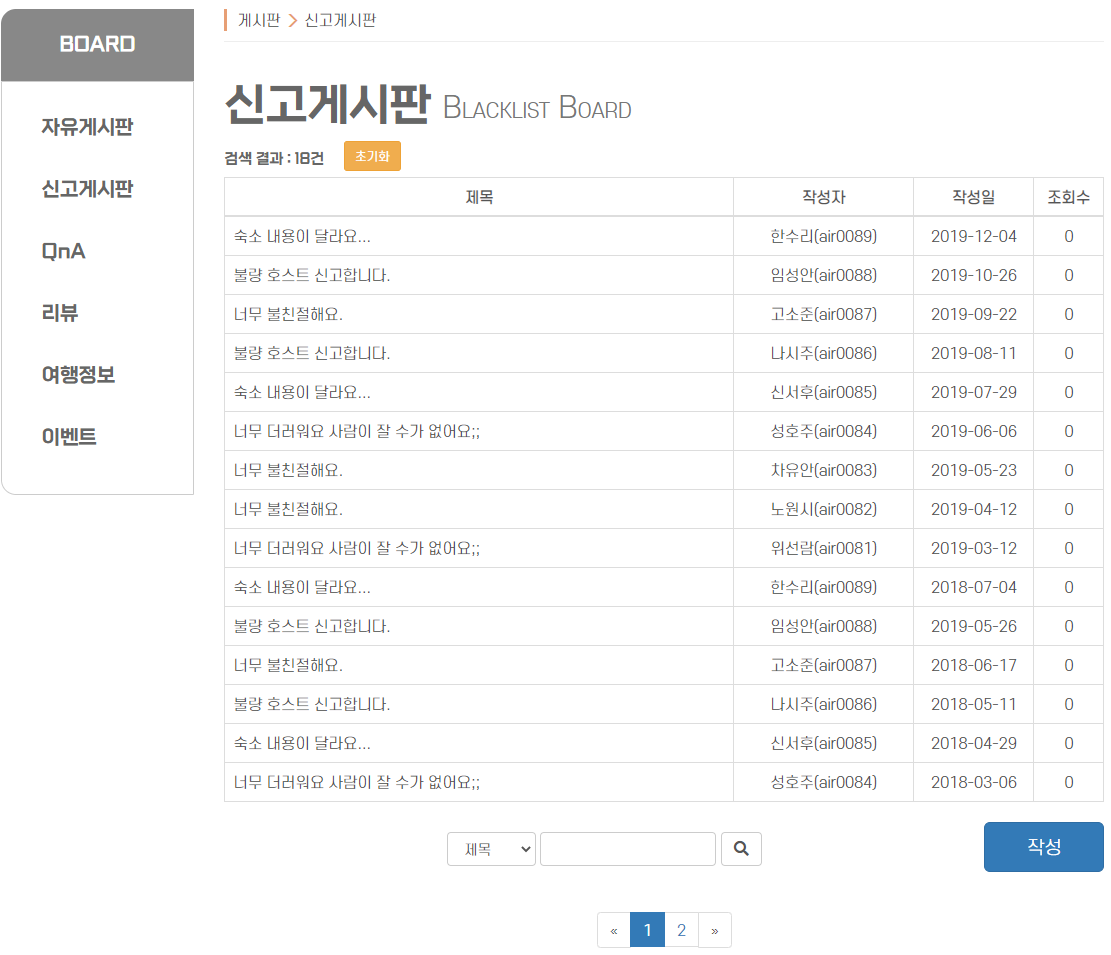 BOARD
자유게시판
신고게시판
QnA
리뷰
여행정보
이벤트
게시판 > 신고게시판
신고게시판 Blacklist Board
검색 결과 : 18건 초기화
제목 작성자 작성일 조회수
숙소 내용이 달라요... 한수리(air0089) 2019-12-04 0
불량 호스트 신고합니다. 임성안(air0088) 2019-10-26 0
너무 불친절해요. 고소준(air0087) 2019-09-22 0
불량 호스트 신고합니다. 나시주(air0086) 2019-08-11 0
숙소 내용이 달라요... 신서후(air0085) 2019-07-29 0
너무 더러워요 사람이 잘 수가 없어요;; 성호주(air0084) 2019-06-06 0
너무 불친절해요. 차유안(air0083) 2019-05-23 0
너무 불친절해요. 노원시(air0082) 2019-04-12 0
너무 더러워요 사람이 잘 수가 없어요;; 위선람(air0081) 2019-03-12 0
숙소 내용이 달라요... 한수리(air0089) 2018-07-04 0
불량 호스트 신고합니다. 임성안(air0088) 2019-05-26 0
너무 불친절해요. 고소준(air0087) 2018-06-17 0
불량 호스트 신고합니다. 나시주(air0086) 2018-05-11 0
숙소 내용이 달라요... 신서후(air0085) 2018-04-29 0
너무 더러워요 사람이 잘 수가 없어요;; 성호주(air0084) 2018-03-06 0
제목 작성
« 1 2 »